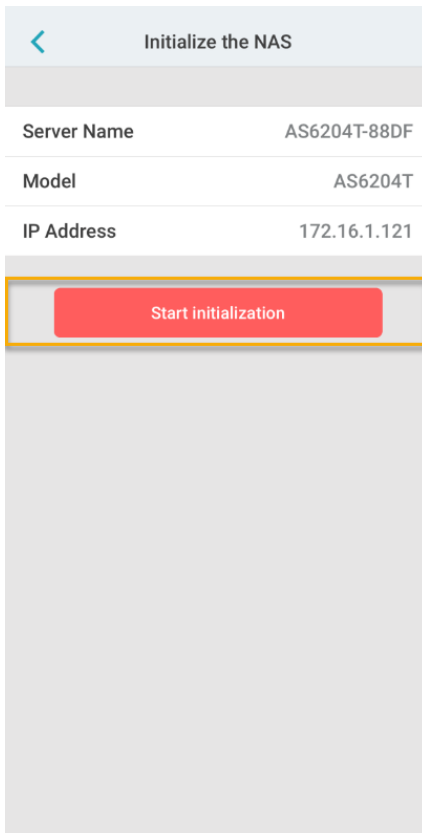 Initialize the NAS
Server Name AS6204T-88DF
Model AS6204T
IP Address 172.16.1.121
Start initialization